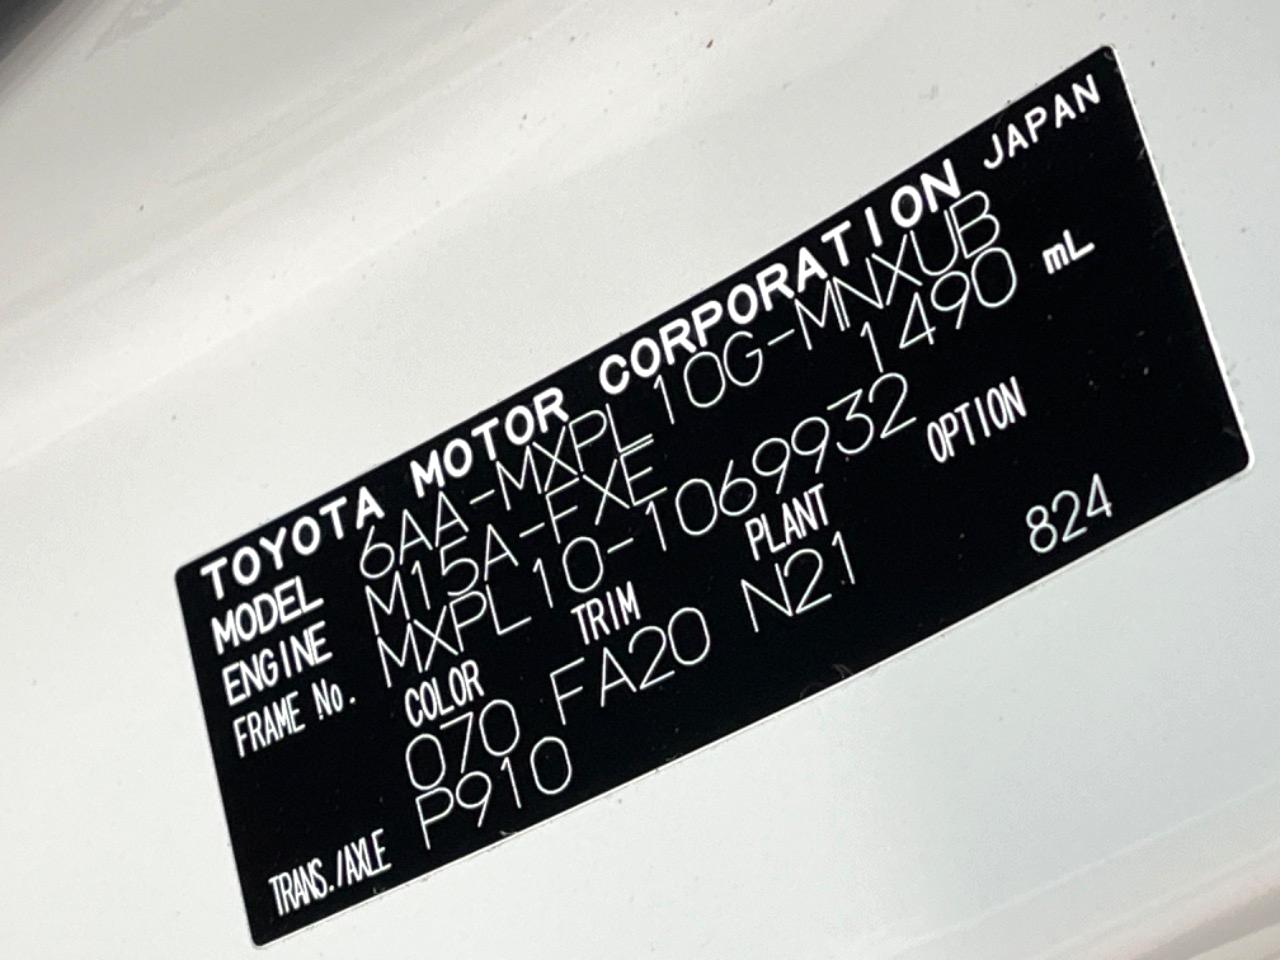 TOYOTA MOTOR CORPORATION JAPAN
MODEL 6AA-MXPL10G-MNXUB
ENGINE M15A-FXE 1490 mL
FRAME No. MXPL10-1069932
COLOR TRIM PLANT OPTION
070 FA20 N21 824
TRANS./AXLE P910